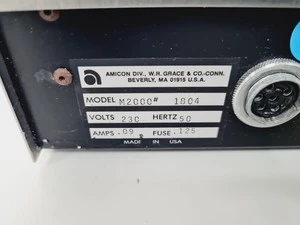 AMICON DIV., W.R. GRACE & CO.-CONN.
BEVERLY, MA 01915 U.S.A.
MODEL M2000# 1804
VOLTS 230 HERTZ 50
AMPS .09 FUSE .125
MADE IN USA